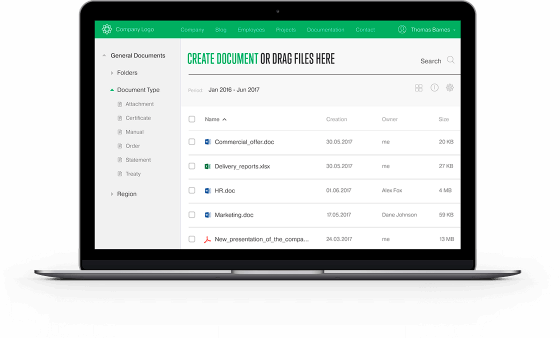 Company Logo
Company Blog Employees Projects Documentation Contact
Thomas Barnes
General Documents
Folders
Document Type
Attachment
Certificate
Manual
Order
Statement
Treaty
Region
CREATE DOCUMENT OR DRAG FILES HERE
Search
Period Jan 2016 - Jun 2017
Name Creation Owner Size
Commercial_offer.doc 30.05.2017 me 20 KB
Delivery_reports.xlsx 30.05.2017 me 27 KB
HR.doc 01.06.2017 Alex Fox 4 MB
Marketing.doc 17.05.2017 Dane Johnson 59 KB
New_presentation_of_the_compa... 24.03.2017 me 13 MB